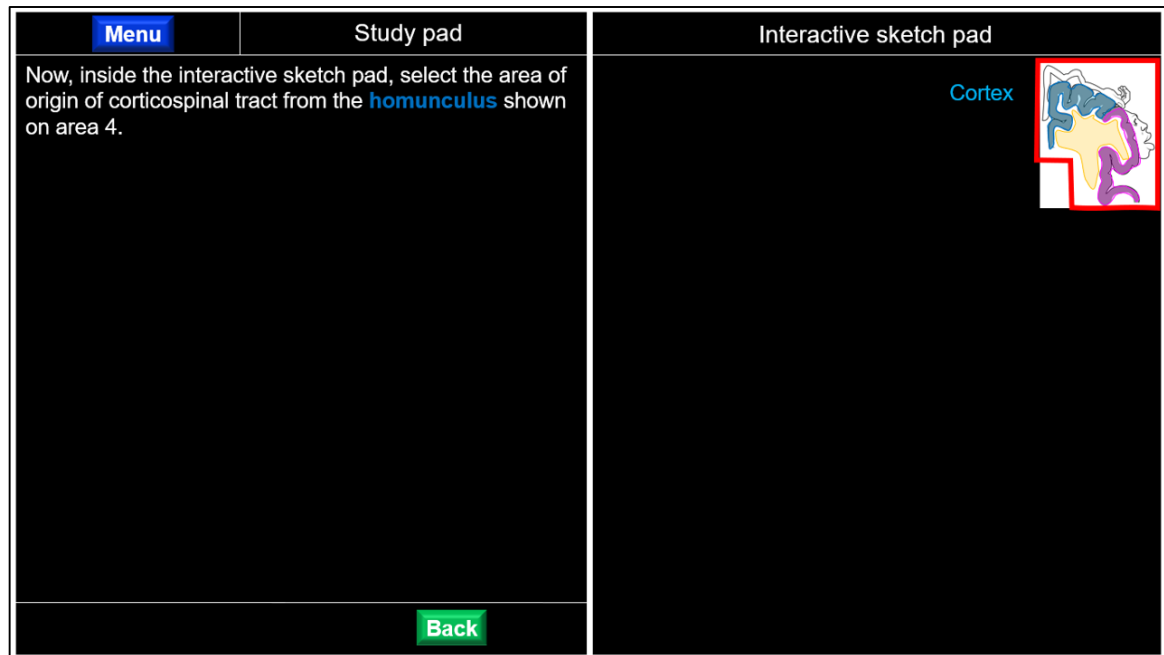 Menu
Study pad
Now, inside the interactive sketch pad, select the area of
origin of corticospinal tract from the homunculus shown
on area 4.
Back
Interactive sketch pad
Cortex